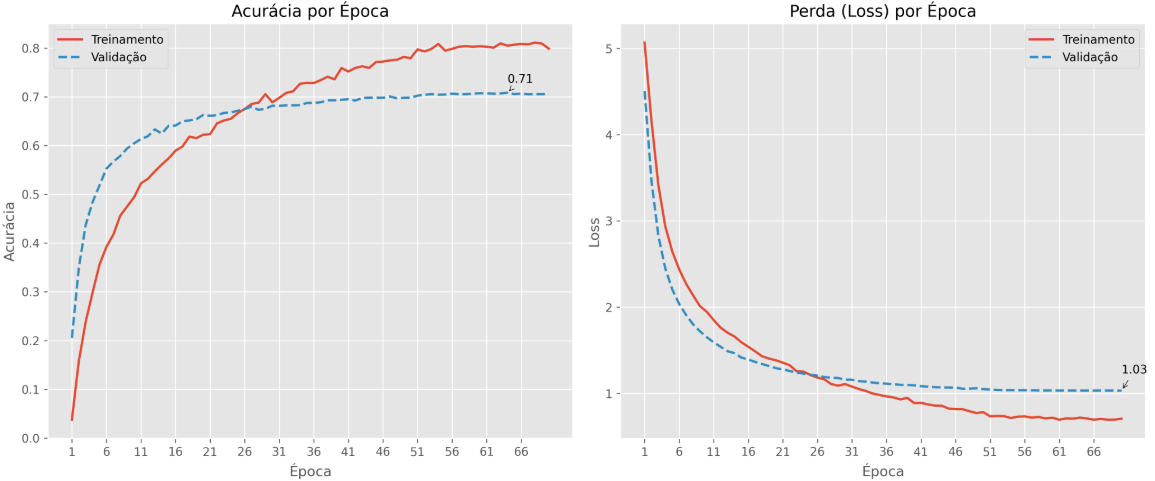 Acurácia por Época
Treinamento
Validação
0.71
0.8
0.7
0.6
0.5
0.4
0.3
0.2
0.1
0.0
Acurácia
1 6 11 16 21 26 31 36 41 46 51 56 61 66
Época
Perda (Loss) por Época
Treinamento
Validação
1.03
5
4
3
2
1
Loss
1 6 11 16 21 26 31 36 41 46 51 56 61 66
Época